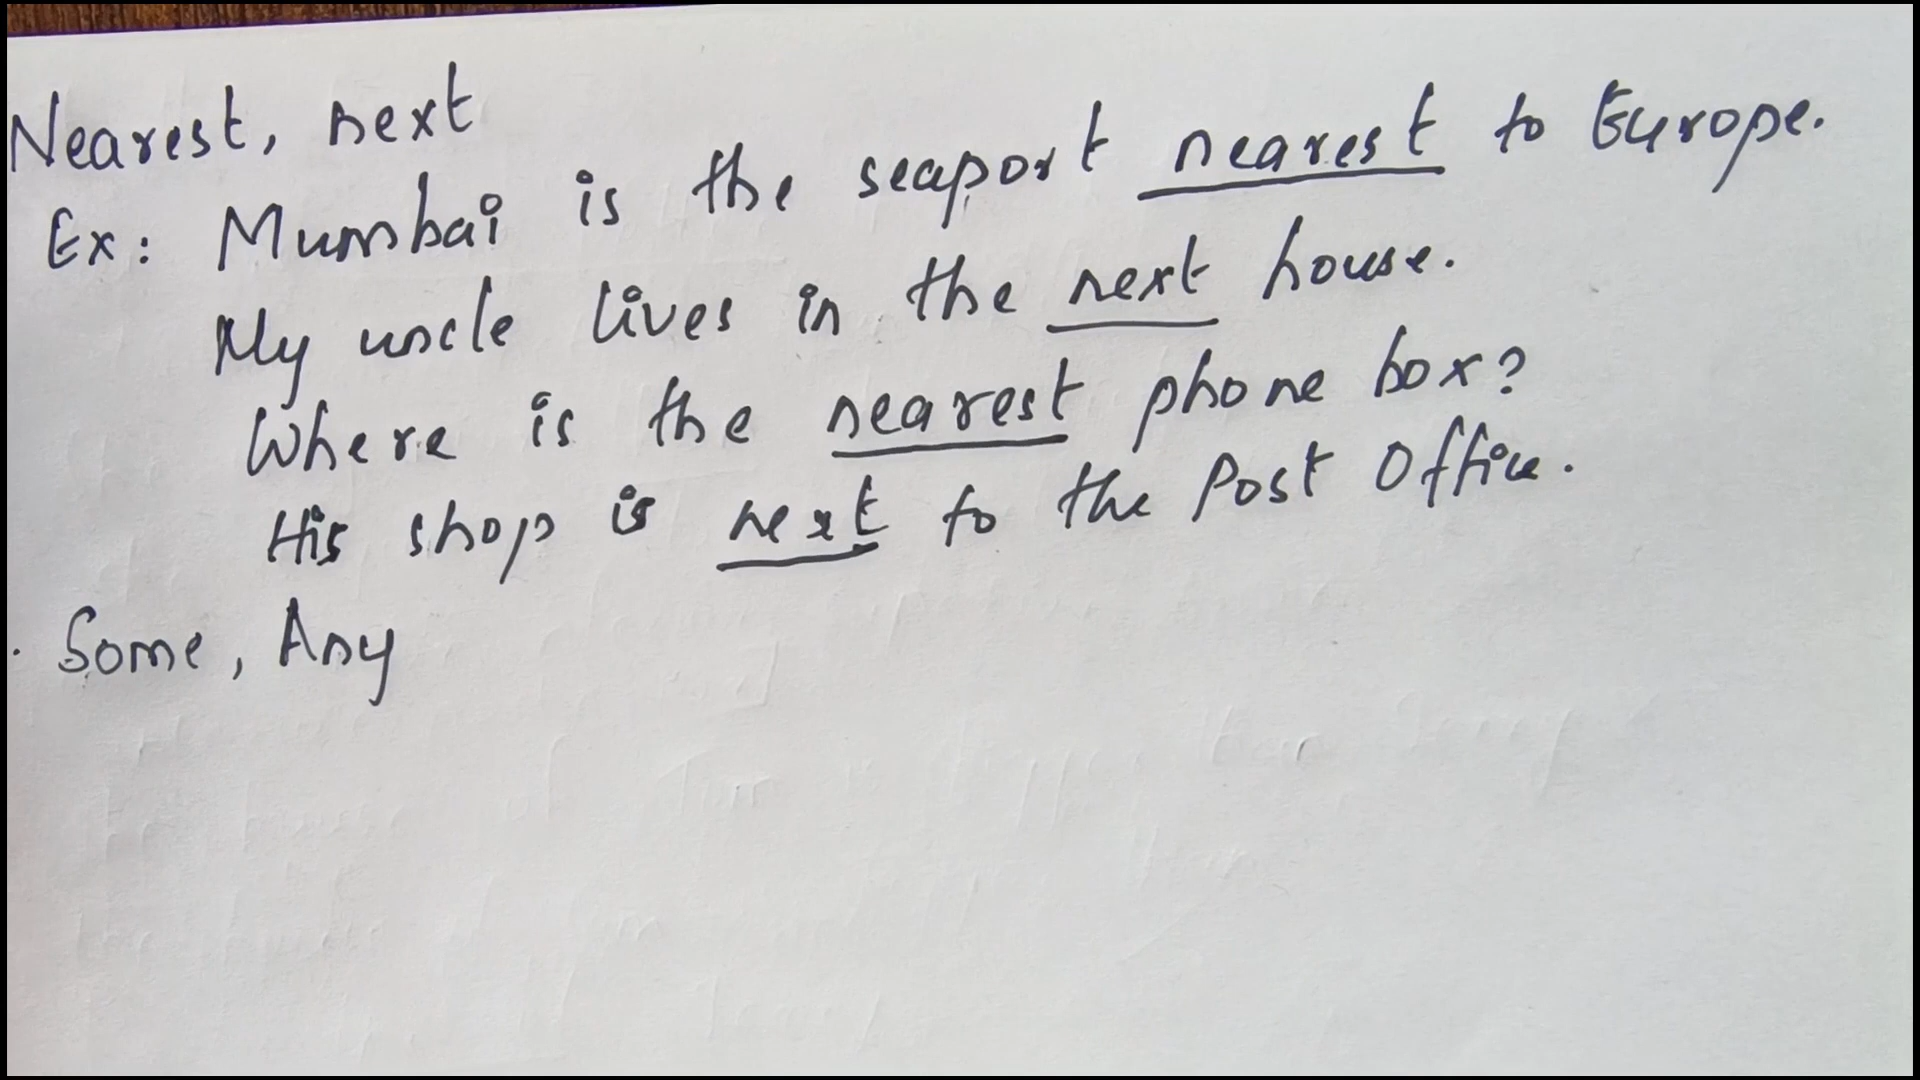 Nearest, next
Ex: Mumbai is the seaport nearest to Europe.
My uncle lives in the next house.
Where is the nearest phone box?
His shop is next to the Post Office.
. Some, Any